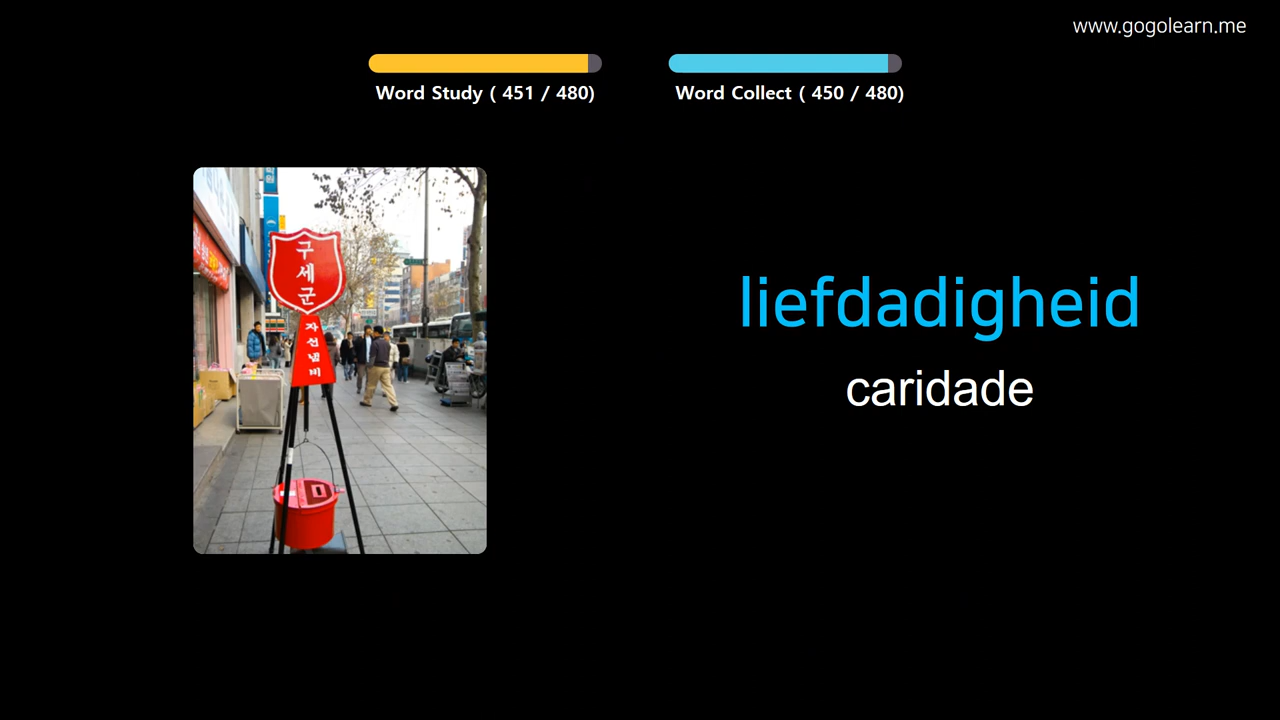 www.gogolearn.me
Word Study ( 451 / 480)
Word Collect ( 450 / 480)
구
세
군
자
선
냄
비
liefdadigheid
caridade